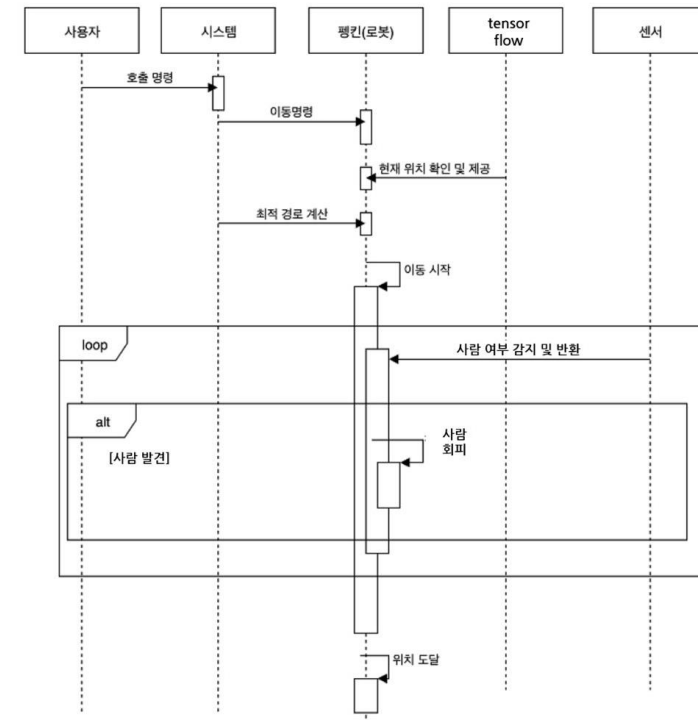 사용자
시스템
펭킨(로봇)
tensor
flow
센서
호출 명령
이동명령
현재 위치 확인 및 제공
최적 경로 계산
이동 시작
loop
사람 여부 감지 및 반환
alt
[사람 발견]
사람
회피
위치 도달